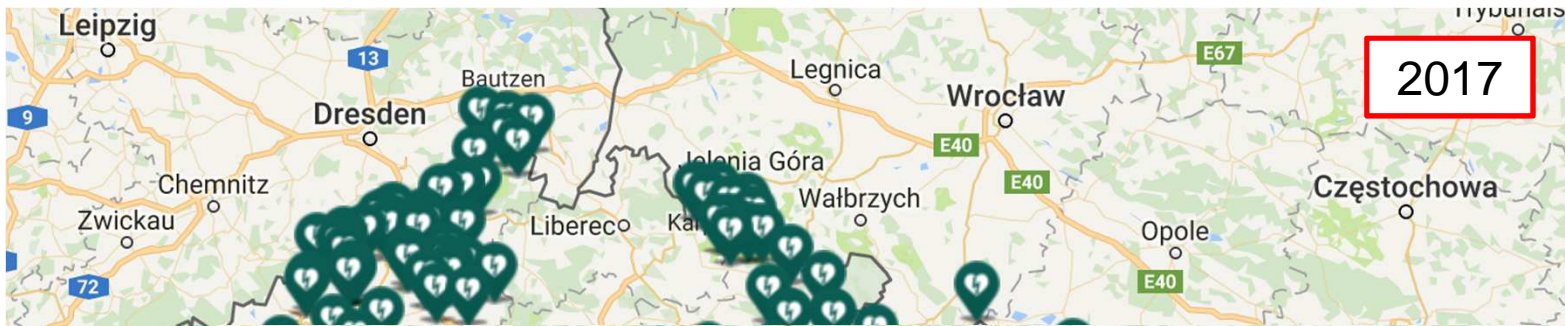 Leipzig
13
Bautzen
Legnica
E67
2017
9
Dresden
Wrocław
E40
Jelenia Góra
E40
Chemnitz
Wałbrzych
Częstochowa
Zwickau
Liberec
Opole
72
E40